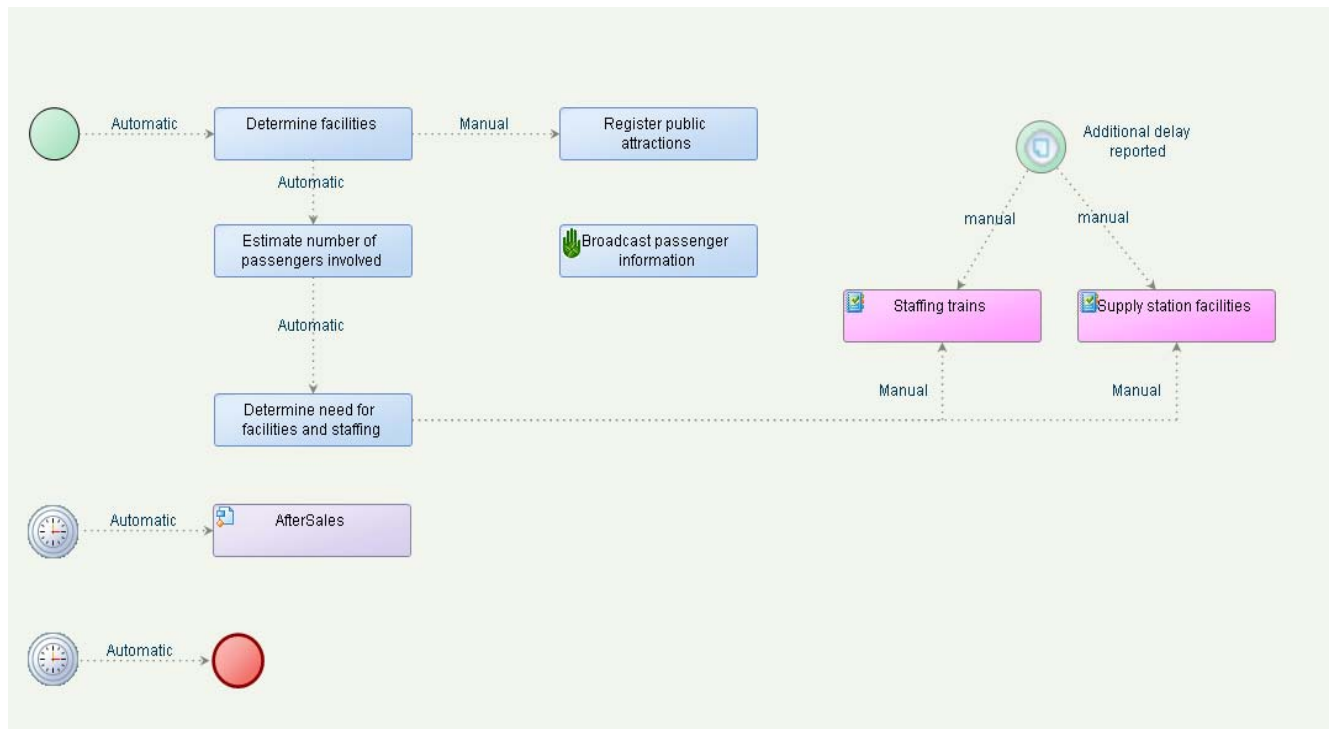 Automatic
Determine facilities
Manual
Register public
attractions
Additional delay
reported
Automatic
manual
manual
Estimate number of
passengers involved
Broadcast passenger
information
Staffing trains
Supply station facilities
Automatic
Manual
Manual
Determine need for
facilities and staffing
Automatic
AfterSales
Automatic